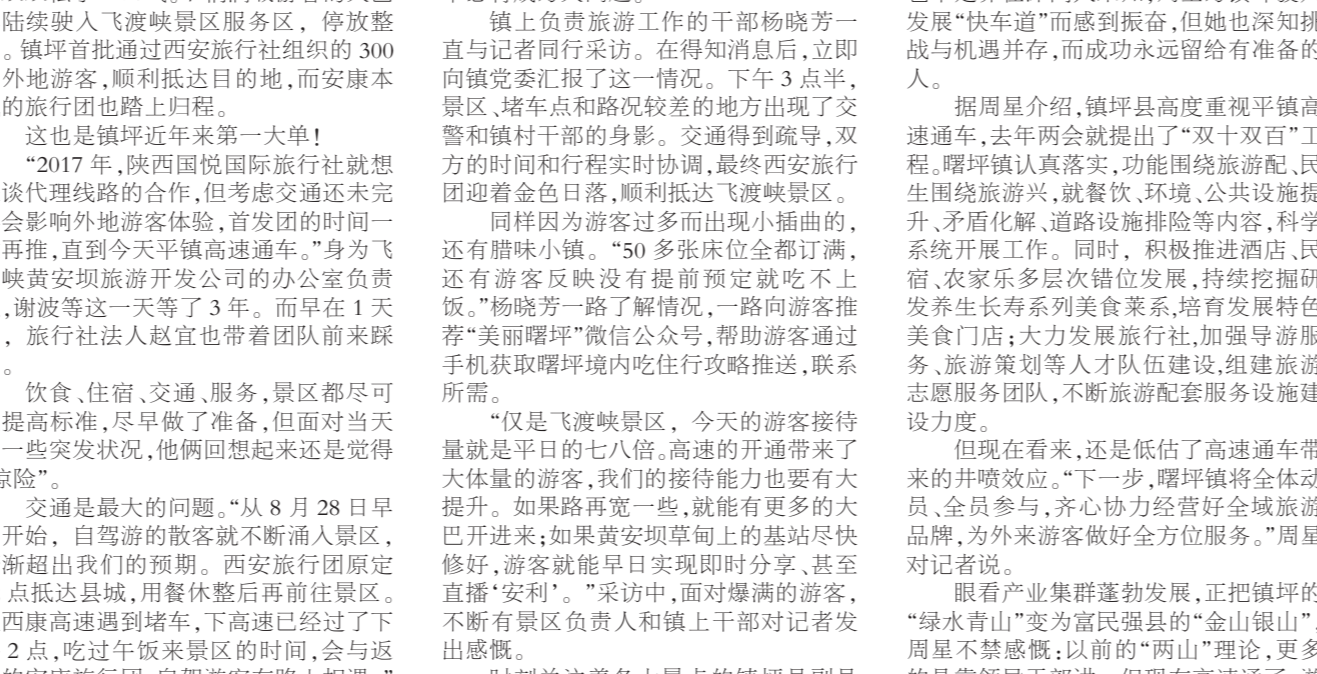 陆续驶入飞渡峡景区服务区，停放整
。镇坪首批通过西安旅行社组织的 300
外地游客,顺利抵达目的地,而安康本
的旅行团也踏上归程。
这也是镇坪近年来第一大单！
“2017 年,陕西国悦国际旅行社就想
谈代理线路的合作,但考虑交通还未完
会影响外地游客体验,首发团的时间一
再推,直到今天平镇高速通车。”身为飞
峡黄安坝旅游开发公司的办公室负责
,谢波等这一天等了 3 年。而早在 1 天
，旅行社法人赵宜也带着团队前来踩
。
饮食、住宿、交通、服务,景区都尽可
提高标准,尽早做了准备,但面对当天
一些突发状况,他俩回想起来还是觉得
惊险”。
交通是最大的问题。“从 8 月 28 日早
开始，自驾游的散客就不断涌入景区,
渐超出我们的预期。西安旅行团原定
点抵达县城,用餐休整后再前往景区。
西康高速遇到堵车,下高速已经过了下
2 点,吃过午饭来景区的时间,会与返
镇上负责旅游工作的干部杨晓芳一
直与记者同行采访。在得知消息后,立即
向镇党委汇报了这一情况。下午 3 点半,
景区、堵车点和路况较差的地方出现了交
警和镇村干部的身影。交通得到疏导,双
方的时间和行程实时协调,最终西安旅行
团迎着金色日落,顺利抵达飞渡峡景区。
同样因为游客过多而出现小插曲的,
还有腊味小镇。“50 多张床位全都订满,
还有游客反映没有提前预定就吃不上
饭。”杨晓芳一路了解情况,一路向游客推
荐“美丽曙坪”微信公众号,帮助游客通过
手机获取曙坪境内吃住行攻略推送,联系
所需。
“仅是飞渡峡景区，今天的游客接待
量就是平日的七八倍。高速的开通带来了
大体量的游客,我们的接待能力也要有大
提升。如果路再宽一些,就能有更多的大
巴开进来;如果黄安坝草甸上的基站尽快
修好,游客就能早日实现即时分享、甚至
直播‘安利’。”采访中,面对爆满的游客,
不断有景区负责人和镇上干部对记者发
出感慨。
发展“快车道”而感到振奋,但她也深知挑
战与机遇并存,而成功永远留给有准备的
人。
据周星介绍,镇坪县高度重视平镇高
速通车,去年两会就提出了“双十双百”工
程。曙坪镇认真落实,功能围绕旅游配、民
生围绕旅游兴,就餐饮、环境、公共设施提
升、矛盾化解、道路设施排险等内容,科学
系统开展工作。同时，积极推进酒店、民
宿、农家乐多层次错位发展,持续挖掘研
发养生长寿系列美食菜系,培育发展特色
美食门店;大力发展旅行社,加强导游服
务、旅游策划等人才队伍建设,组建旅游
志愿服务团队,不断旅游配套服务设施建
设力度。
但现在看来,还是低估了高速通车带
来的井喷效应。“下一步,曙坪镇将全体动
员、全员参与,齐心协力经营好全域旅游
品牌,为外来游客做好全方位服务。”周星
对记者说。
眼看产业集群蓬勃发展,正把镇坪的
“绿水青山”变为富民强县的“金山银山”,
周星不禁感慨:以前的“两山”理论,更多